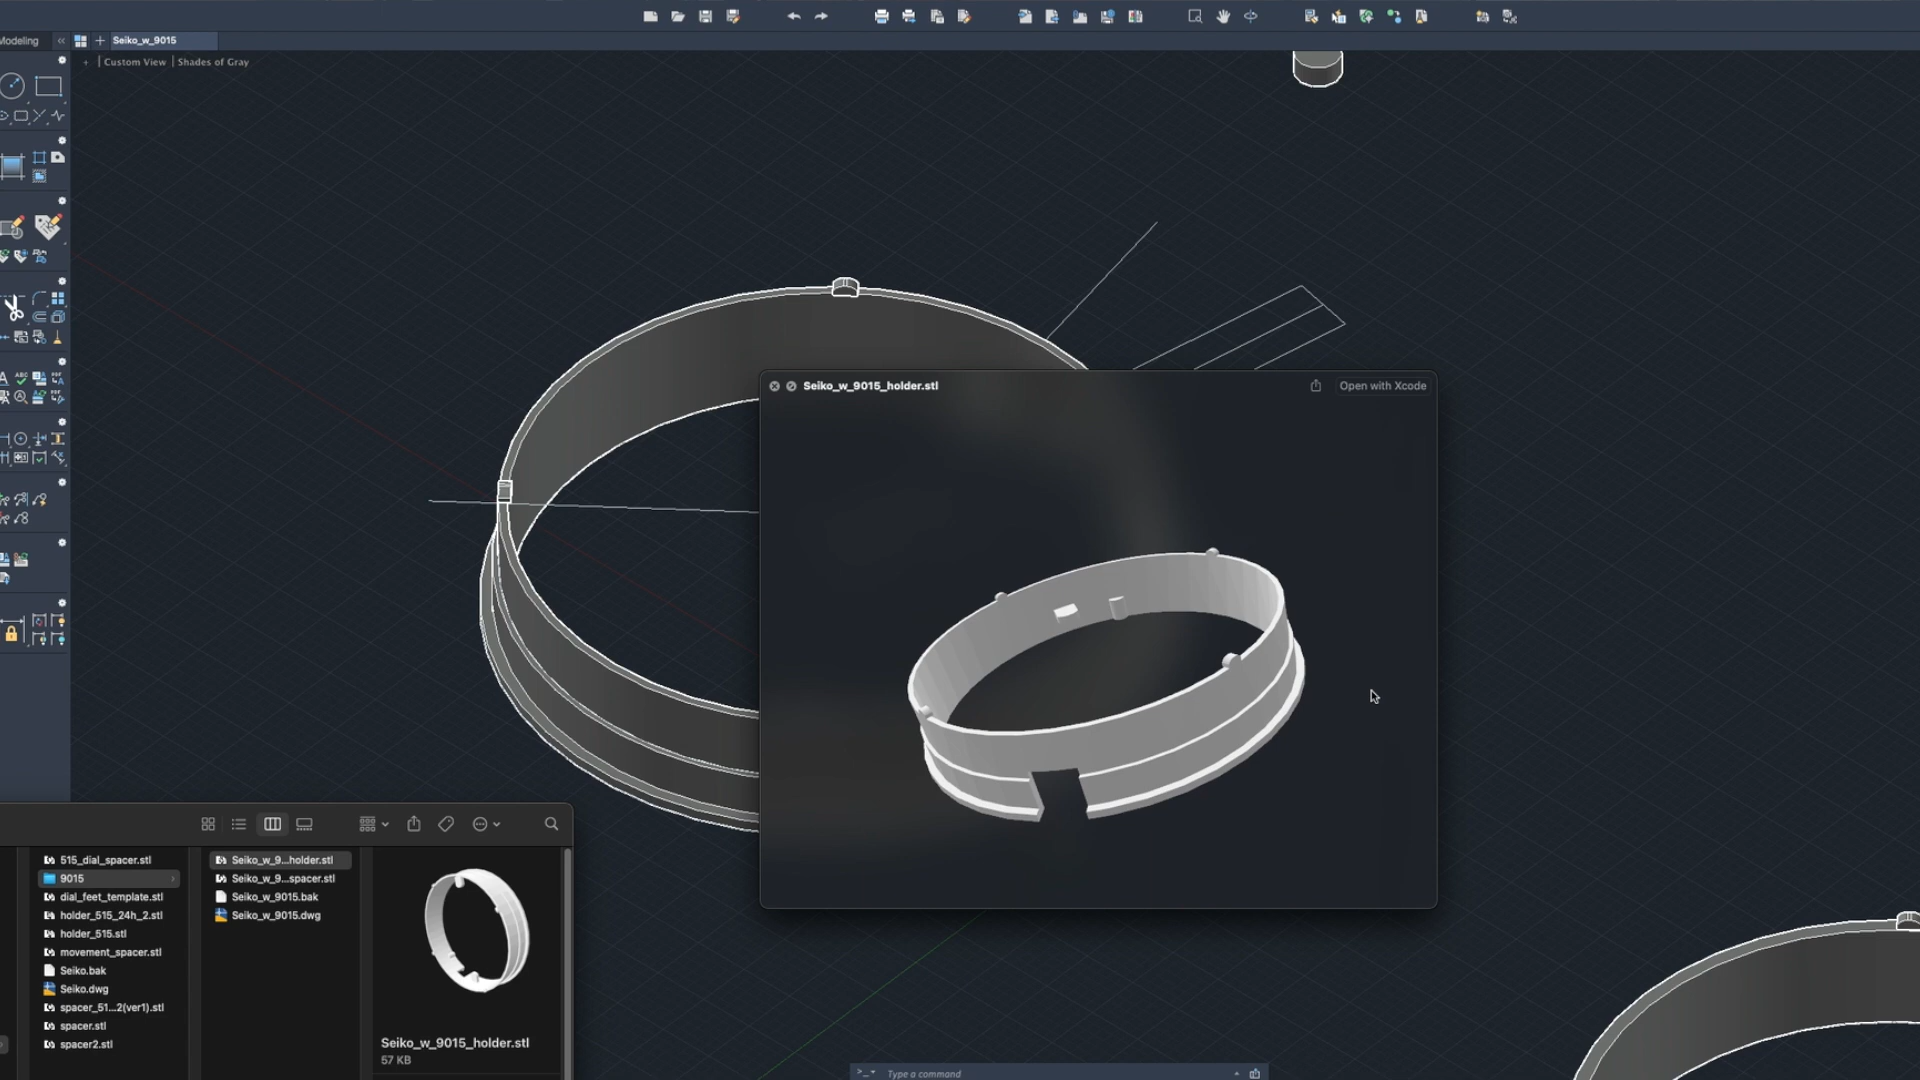 Modeling
Seiko_w_9015
+ | Custom View | Shades of Gray
Seiko_w_9015_holder.stl
Open with Xcode
515_dial_spacer.stl
9015
dial_feet_template.stl
holder_515_24h_2.stl
holder_515.stl
movement_spacer.stl
Seiko.bak
Seiko.dwg
spacer_51...2(ver1).stl
spacer.stl
spacer2.stl
Seiko_w_9...holder.stl
Seiko_w_9...spacer.stl
Seiko_w_9015.bak
Seiko_w_9015.dwg
Seiko_w_9015_holder.stl
57 KB
Type a command